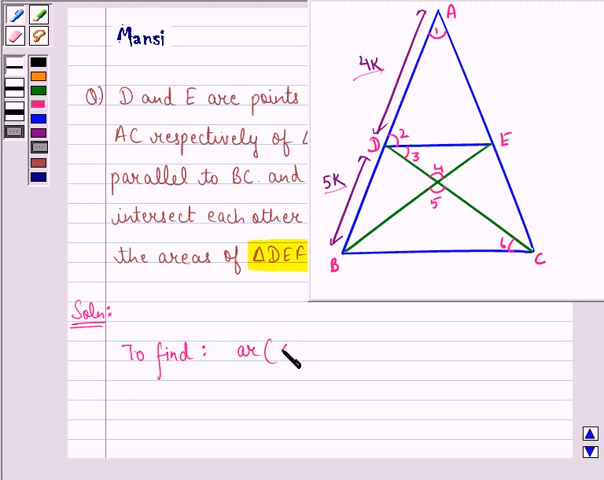 Mansi
Q) D and E are points
AC respectively of Δ
parallel to BC. and
intersect each other
the areas of ΔDEF
Soln:
To find: ar (
A
1
4K
D
2
3
E
4
5K
5
6
B
C